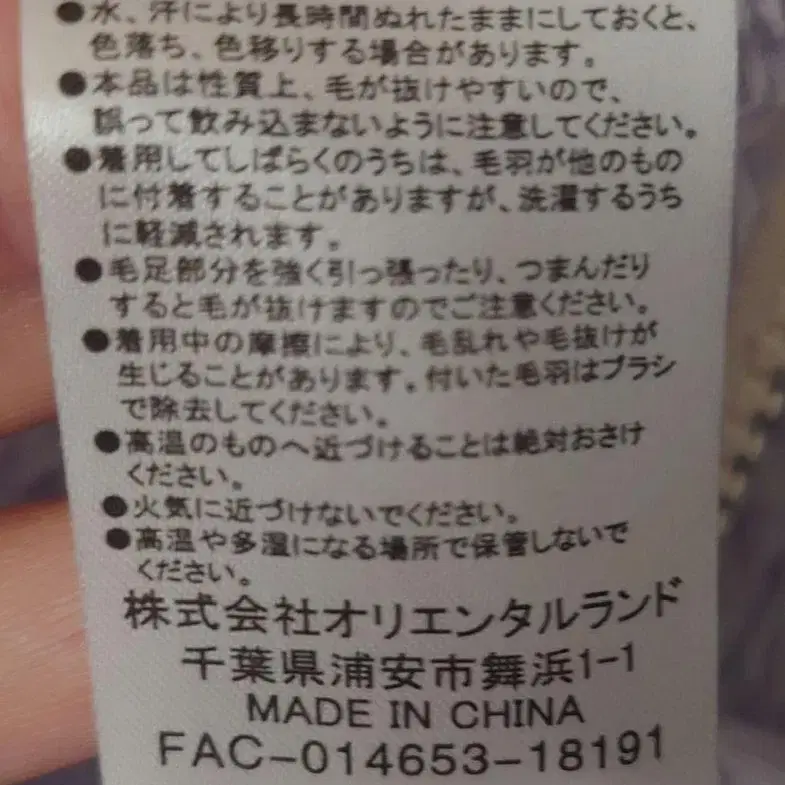 ●水、汗により長時間ぬれたままにしておくと、
色落ち、色移りする場合があります。
●本品は性質上、毛が抜けやすいので、
誤って飲み込まないように注意してください。
●着用してしばらくのうちは、毛羽が他のもの
に付着することがありますが、洗濯するうち
に軽減されます。
●毛足部分を強く引っ張ったり、つまんだり
すると毛が抜けますのでご注意ください。
●着用中の摩擦により、毛乱れや毛抜けが
生じることがあります。付いた毛羽はブラシ
で除去してください。
●高温のものへ近づけることは絶対おさけ
ください。
●火気に近づけないでください。
●高温や多湿になる場所で保管しないで
ください。
株式会社オリエンタルランド
千葉県浦安市舞浜1-1
MADE IN CHINA
FAC-014653-18191